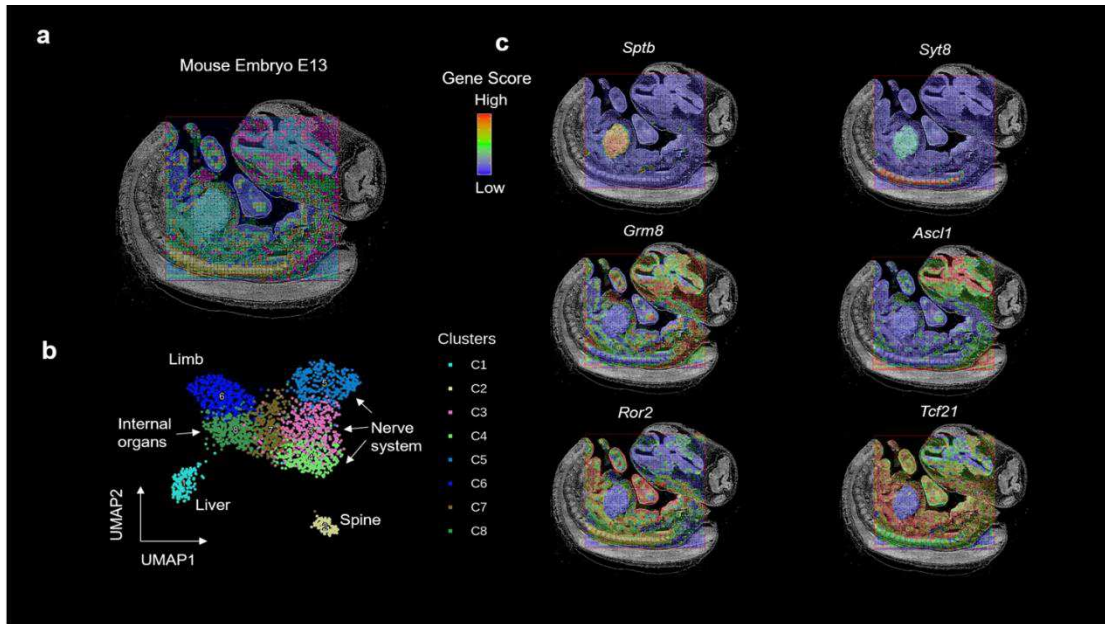 a
Mouse Embryo E13
b
Limb
Internal
organs
Liver
Nerve
system
Spine
UMAP2
UMAP1
6
Clusters
C1
C2
C3
C4
C5
C6
C7
C8
c
Gene Score
High
Low
Sptb
Syt8
Grm8
Ascl1
Ror2
Tcf21